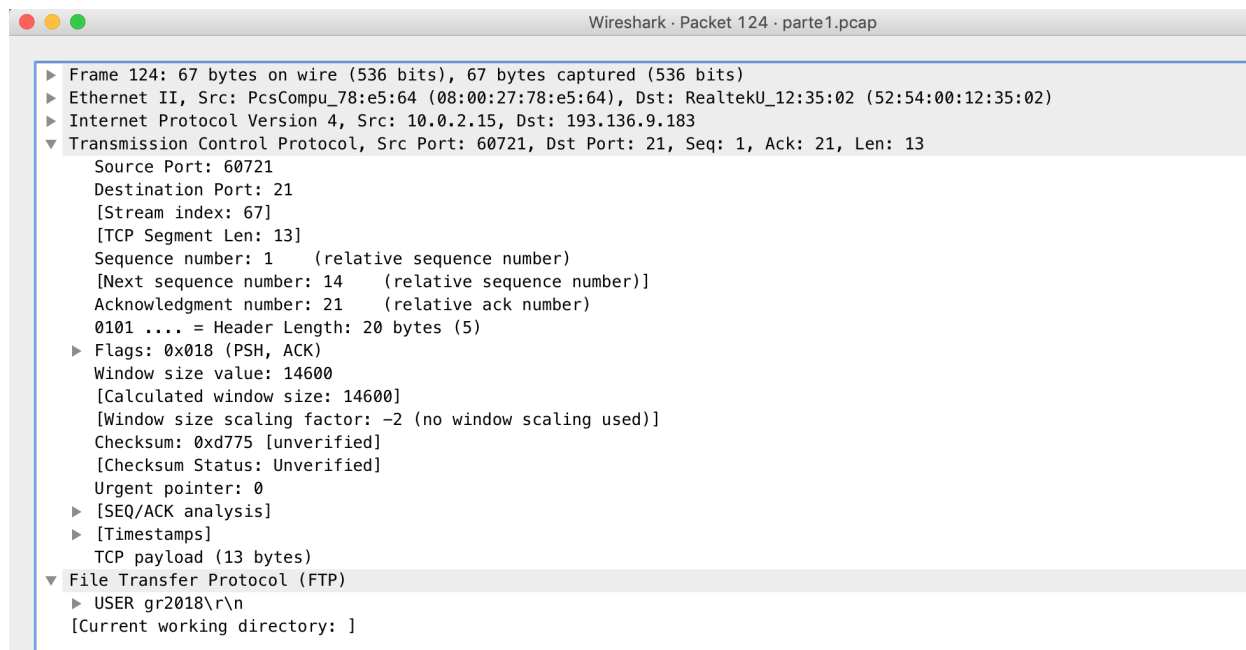 Wireshark · Packet 124 · parte1.pcap
Frame 124: 67 bytes on wire (536 bits), 67 bytes captured (536 bits)
Ethernet II, Src: PcsCompu_78:e5:64 (08:00:27:78:e5:64), Dst: RealtekU_12:35:02 (52:54:00:12:35:02)
Internet Protocol Version 4, Src: 10.0.2.15, Dst: 193.136.9.183
Transmission Control Protocol, Src Port: 60721, Dst Port: 21, Seq: 1, Ack: 21, Len: 13
Source Port: 60721
Destination Port: 21
[Stream index: 67]
[TCP Segment Len: 13]
Sequence number: 1    (relative sequence number)
[Next sequence number: 14    (relative sequence number)]
Acknowledgment number: 21    (relative ack number)
0101 .... = Header Length: 20 bytes (5)
Flags: 0x018 (PSH, ACK)
Window size value: 14600
[Calculated window size: 14600]
[Window size scaling factor: -2 (no window scaling used)]
Checksum: 0xd775 [unverified]
[Checksum Status: Unverified]
Urgent pointer: 0
[SEQ/ACK analysis]
[Timestamps]
TCP payload (13 bytes)
File Transfer Protocol (FTP)
USER gr2018\r\n
[Current working directory: ]